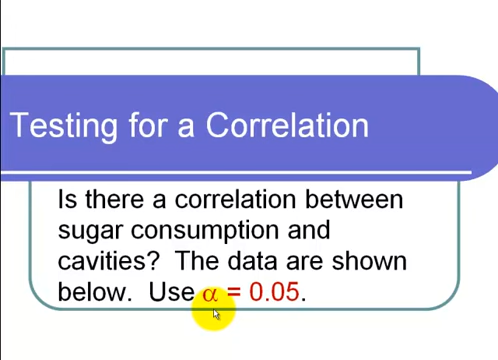 Testing for a Correlation
Is there a correlation between
sugar consumption and
cavities?  The data are shown
below.  Use α = 0.05.